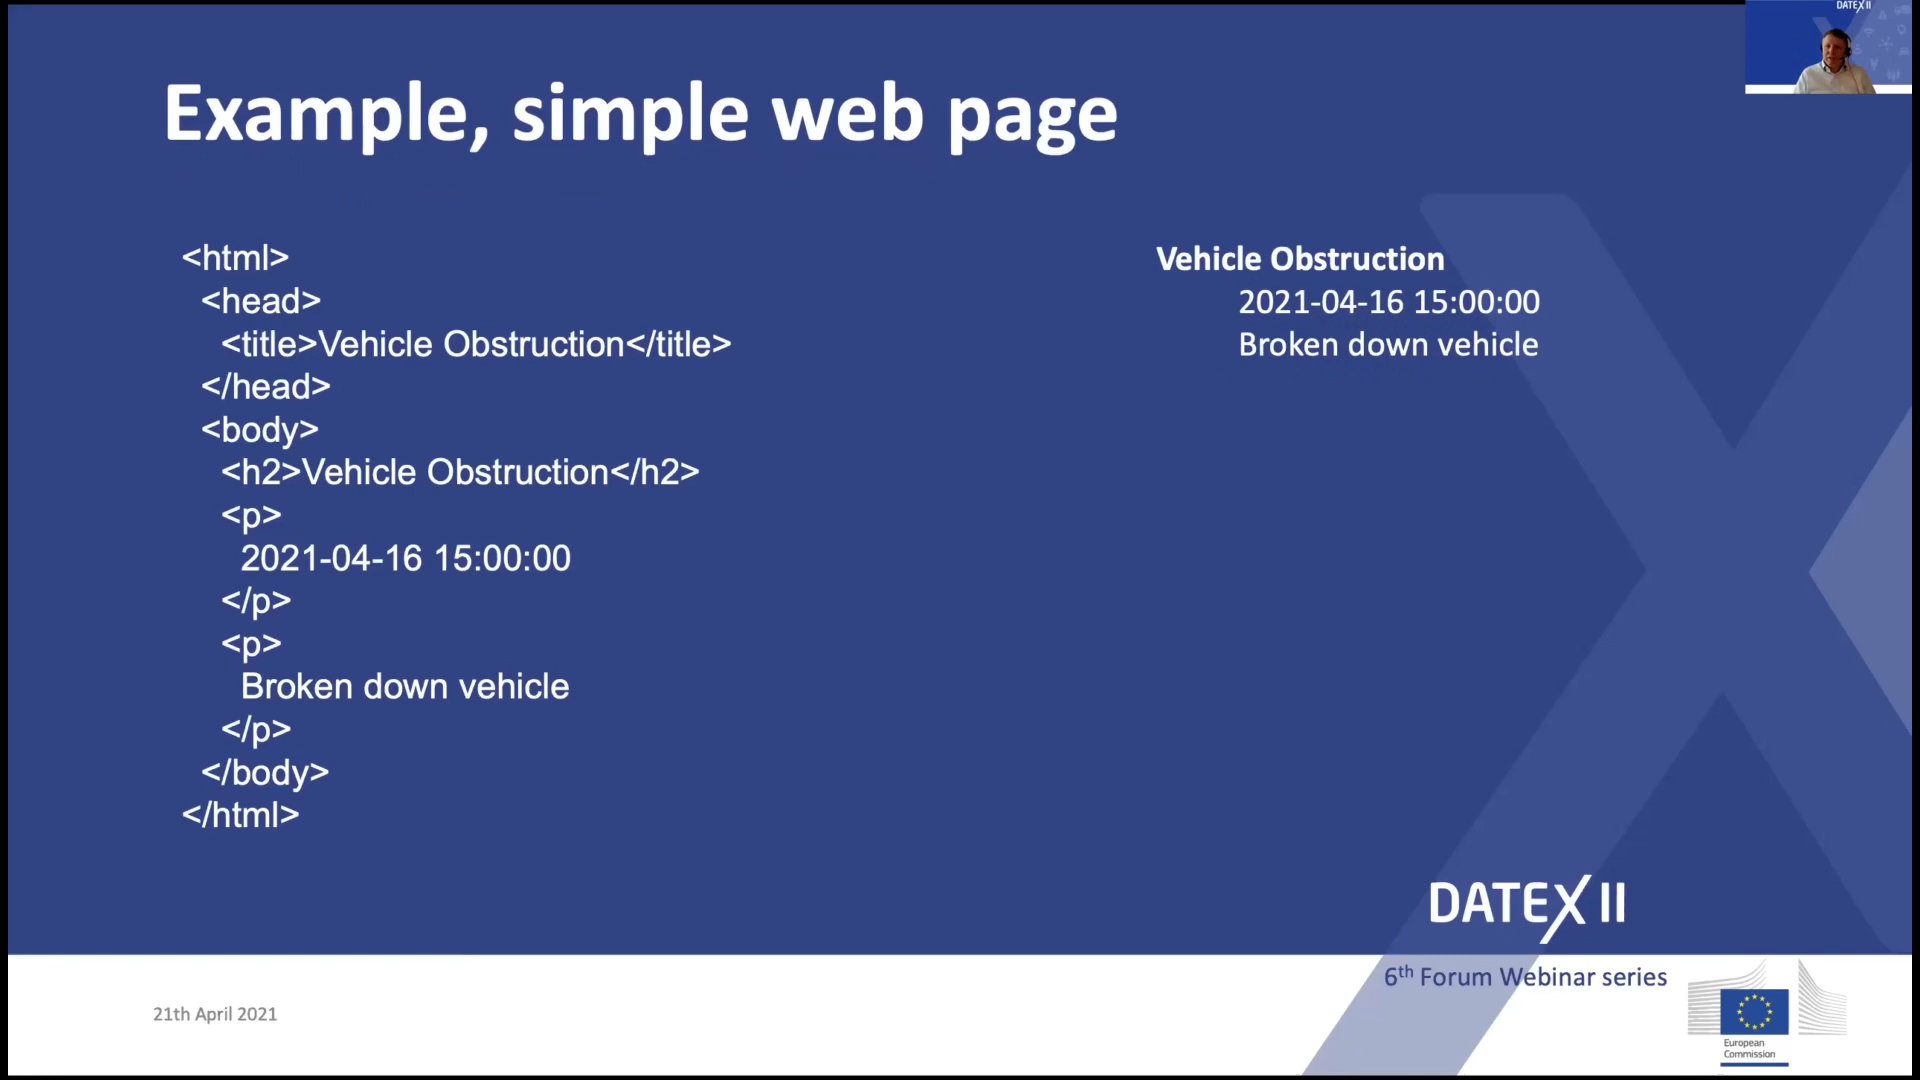 DATEX II
Example, simple web page
<html>
<head>
<title>Vehicle Obstruction</title>
</head>
<body>
<h2>Vehicle Obstruction</h2>
<p>
2021-04-16 15:00:00
</p>
<p>
Broken down vehicle
</p>
</body>
</html>
Vehicle Obstruction
2021-04-16 15:00:00
Broken down vehicle
DATEX II
6th Forum Webinar series
21th April 2021
European
Commission